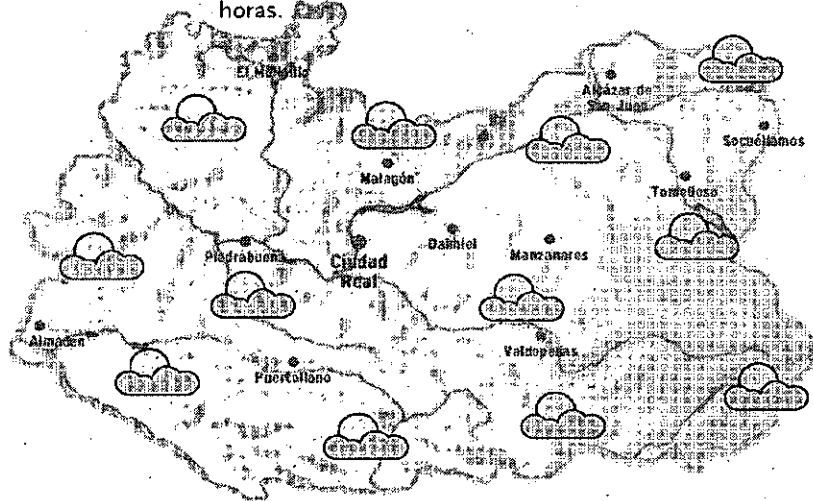 horas.
El Robledo
Alcázar de
San Juan
Socuéllamos
Malagón
Tomelloso
Piedrabuena
Ciudad
Real
Daimiel
Manzanares
Almadén
Puertollano
Valdepeñas